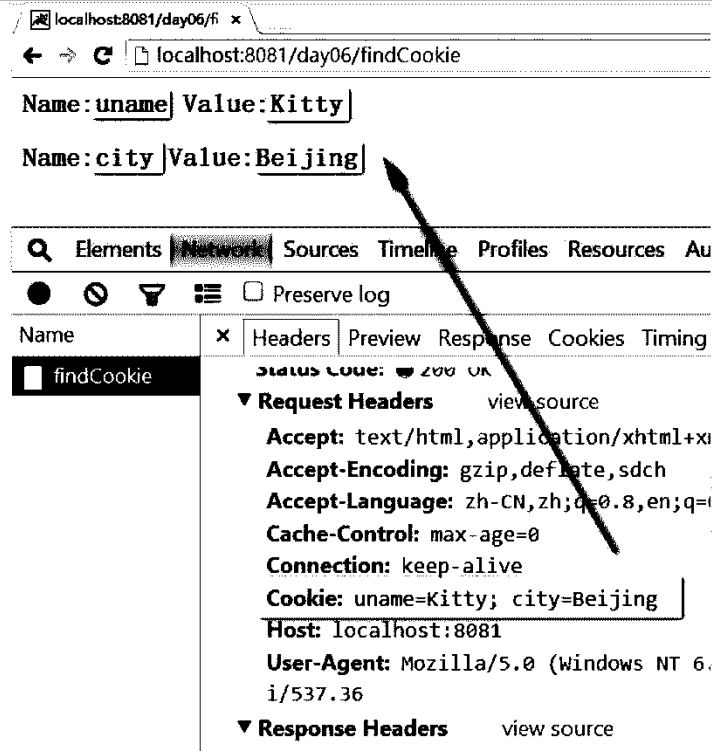 localhost:8081/day06/fi ×
localhost:8081/day06/findCookie
Name:uname Value:Kitty
Name:city Value:Beijing
Elements Network Sources Timeline Profiles Resources Au
Preserve log
Name
× Headers Preview Response Cookies Timing
findCookie
Status Code: 200 OK
▼ Request Headers view source
Accept: text/html,application/xhtml+x
Accept-Encoding: gzip,deflate,sdch
Accept-Language: zh-CN,zh;q=0.8,en;q=
Cache-Control: max-age=0
Connection: keep-alive
Cookie: uname=Kitty; city=Beijing
Host: localhost:8081
User-Agent: Mozilla/5.0 (Windows NT 6.
i/537.36
▼ Response Headers view source